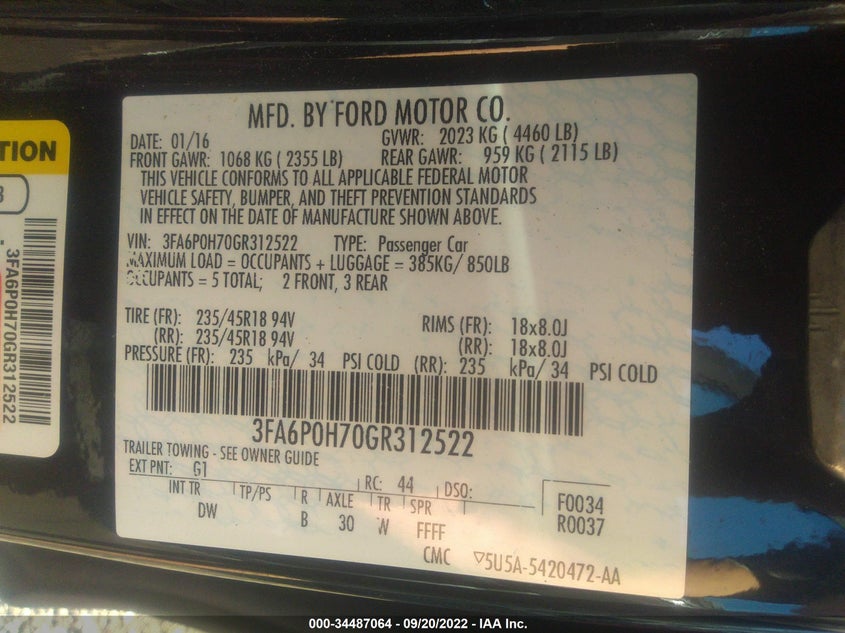 TION
3
3FA6P0H70GR312522
MFD. BY FORD MOTOR CO.
DATE: 01/16 GVWR: 2023 KG ( 4460 LB)
FRONT GAWR: 1068 KG ( 2355 LB) REAR GAWR: 959 KG ( 2115 LB)
THIS VEHICLE CONFORMS TO ALL APPLICABLE FEDERAL MOTOR
VEHICLE SAFETY, BUMPER, AND THEFT PREVENTION STANDARDS
IN EFFECT ON THE DATE OF MANUFACTURE SHOWN ABOVE.
VIN: 3FA6P0H70GR312522 TYPE: Passenger Car
MAXIMUM LOAD = OCCUPANTS + LUGGAGE = 385KG/ 850LB
OCCUPANTS = 5 TOTAL; 2 FRONT, 3 REAR
TIRE (FR): 235/45R18 94V RIMS (FR): 18x8.0J
(RR): 235/45R18 94V (RR): 18x8.0J
PRESSURE (FR): 235 kPa/ 34 PSI COLD (RR): 235 kPa/ 34 PSI COLD
3FA6P0H70GR312522
TRAILER TOWING - SEE OWNER GUIDE
EXT PNT: G1 RC: 44 DSO:
INT TR TP/PS R AXLE TR SPR F0034
DW B 30 W FFFF R0037
CMC ▽5U5A-5420472-AA
000-34487064 - 09/20/2022 - IAA Inc.